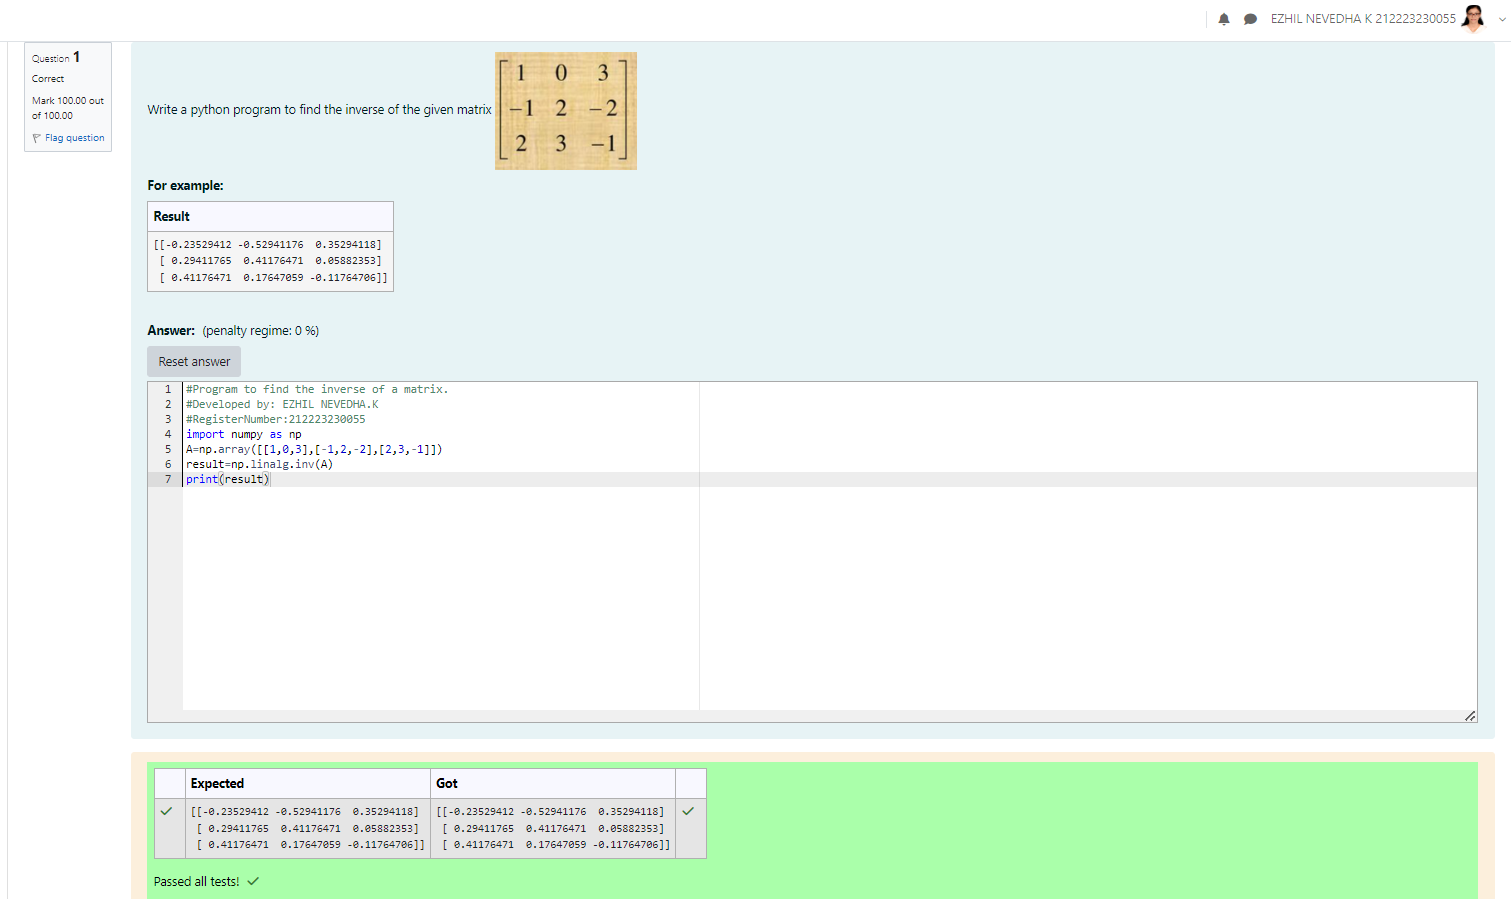 EZHIL NEVEDHA K 212223230055
Question 1
Correct
Mark 100.00 out
of 100.00
Flag question
Write a python program to find the inverse of the given matrix
1 0 3
−1 2 −2
2 3 −1
For example:
Result
[[-0.23529412 -0.52941176  0.35294118]
 [ 0.29411765  0.41176471  0.05882353]
 [ 0.41176471  0.17647059 -0.11764706]]
Answer: (penalty regime: 0 %)
Reset answer
1 #Program to find the inverse of a matrix.
2 #Developed by: EZHIL NEVEDHA.K
3 #RegisterNumber:212223230055
4 import numpy as np
5 A=np.array([[1,0,3],[-1,2,-2],[2,3,-1]])
6 result=np.linalg.inv(A)
7 print(result)
Expected Got
[[-0.23529412 -0.52941176  0.35294118] [[-0.23529412 -0.52941176  0.35294118]
 [ 0.29411765  0.41176471  0.05882353]  [ 0.29411765  0.41176471  0.05882353]
 [ 0.41176471  0.17647059 -0.11764706]]  [ 0.41176471  0.17647059 -0.11764706]]
Passed all tests!